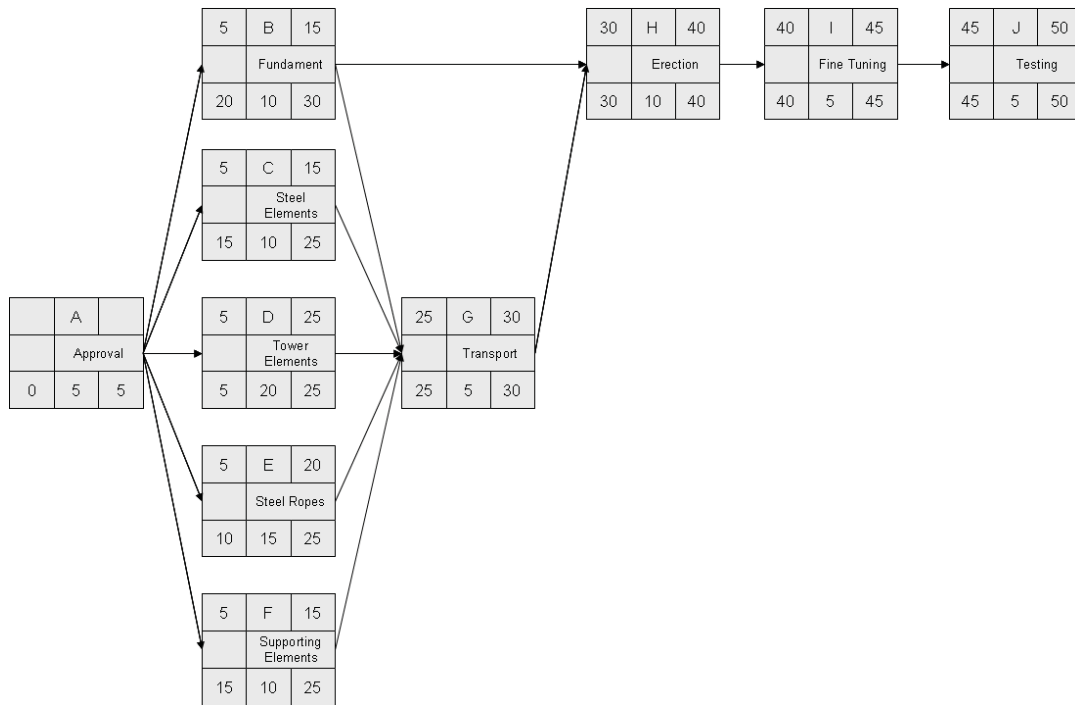 5 B 15
Fundament
20 10 30
30 H 40
Erection
30 10 40
40 I 45
Fine Tuning
40 5 45
45 J 50
Testing
45 5 50
5 C 15
Steel
Elements
15 10 25
A
Approval
0 5 5
5 D 25
Tower
Elements
5 20 25
25 G 30
Transport
25 5 30
5 E 20
Steel Ropes
10 15 25
5 F 15
Supporting
Elements
15 10 25